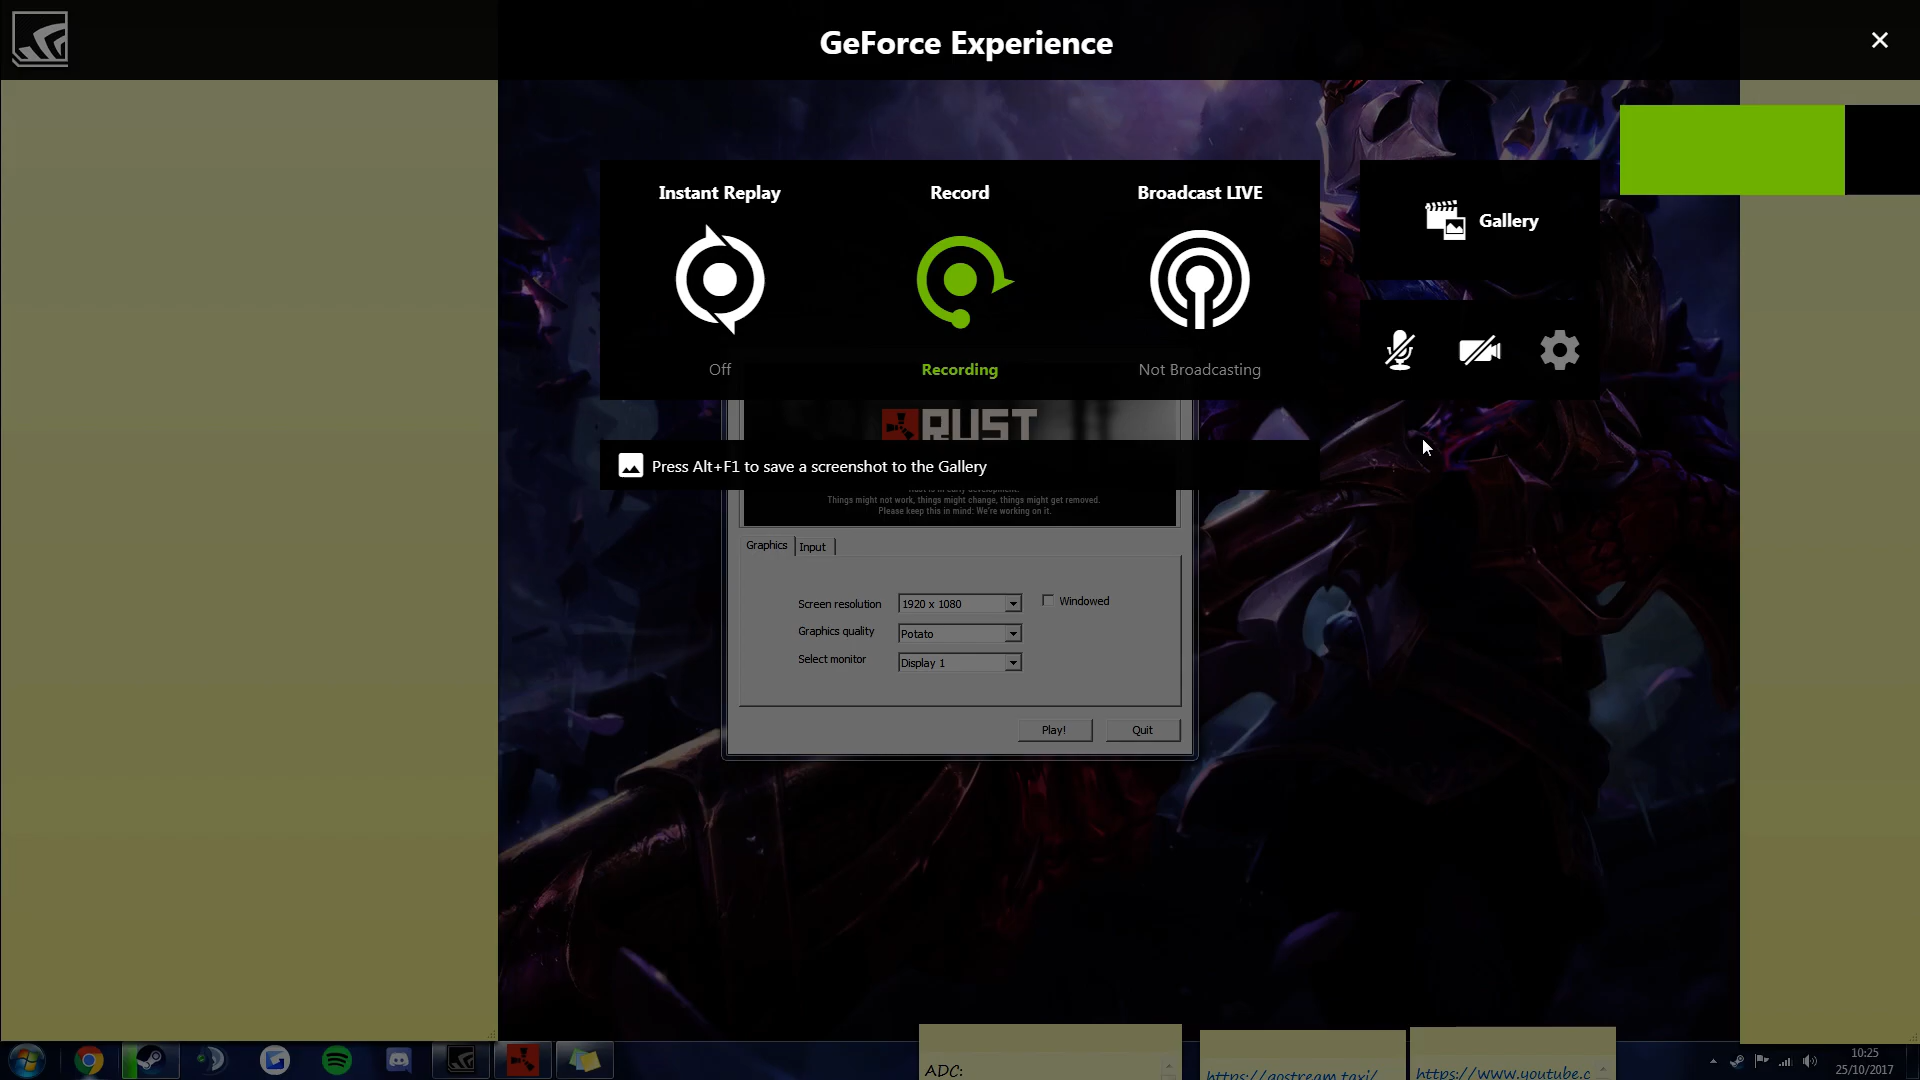 GeForce Experience
Instant Replay
Record
Broadcast LIVE
Gallery
Off
Recording
Not Broadcasting
RUST
Press Alt+F1 to save a screenshot to the Gallery
Things might not work, things might change, things might get removed.
Please keep this in mind: We're working on it.
Graphics
Input
Screen resolution
1920 x 1080
Windowed
Graphics quality
Potato
Select monitor
Display 1
Play!
Quit
ADC:
https://gostream.taxi/
https://www.youtube.c
10:25
25/10/2017